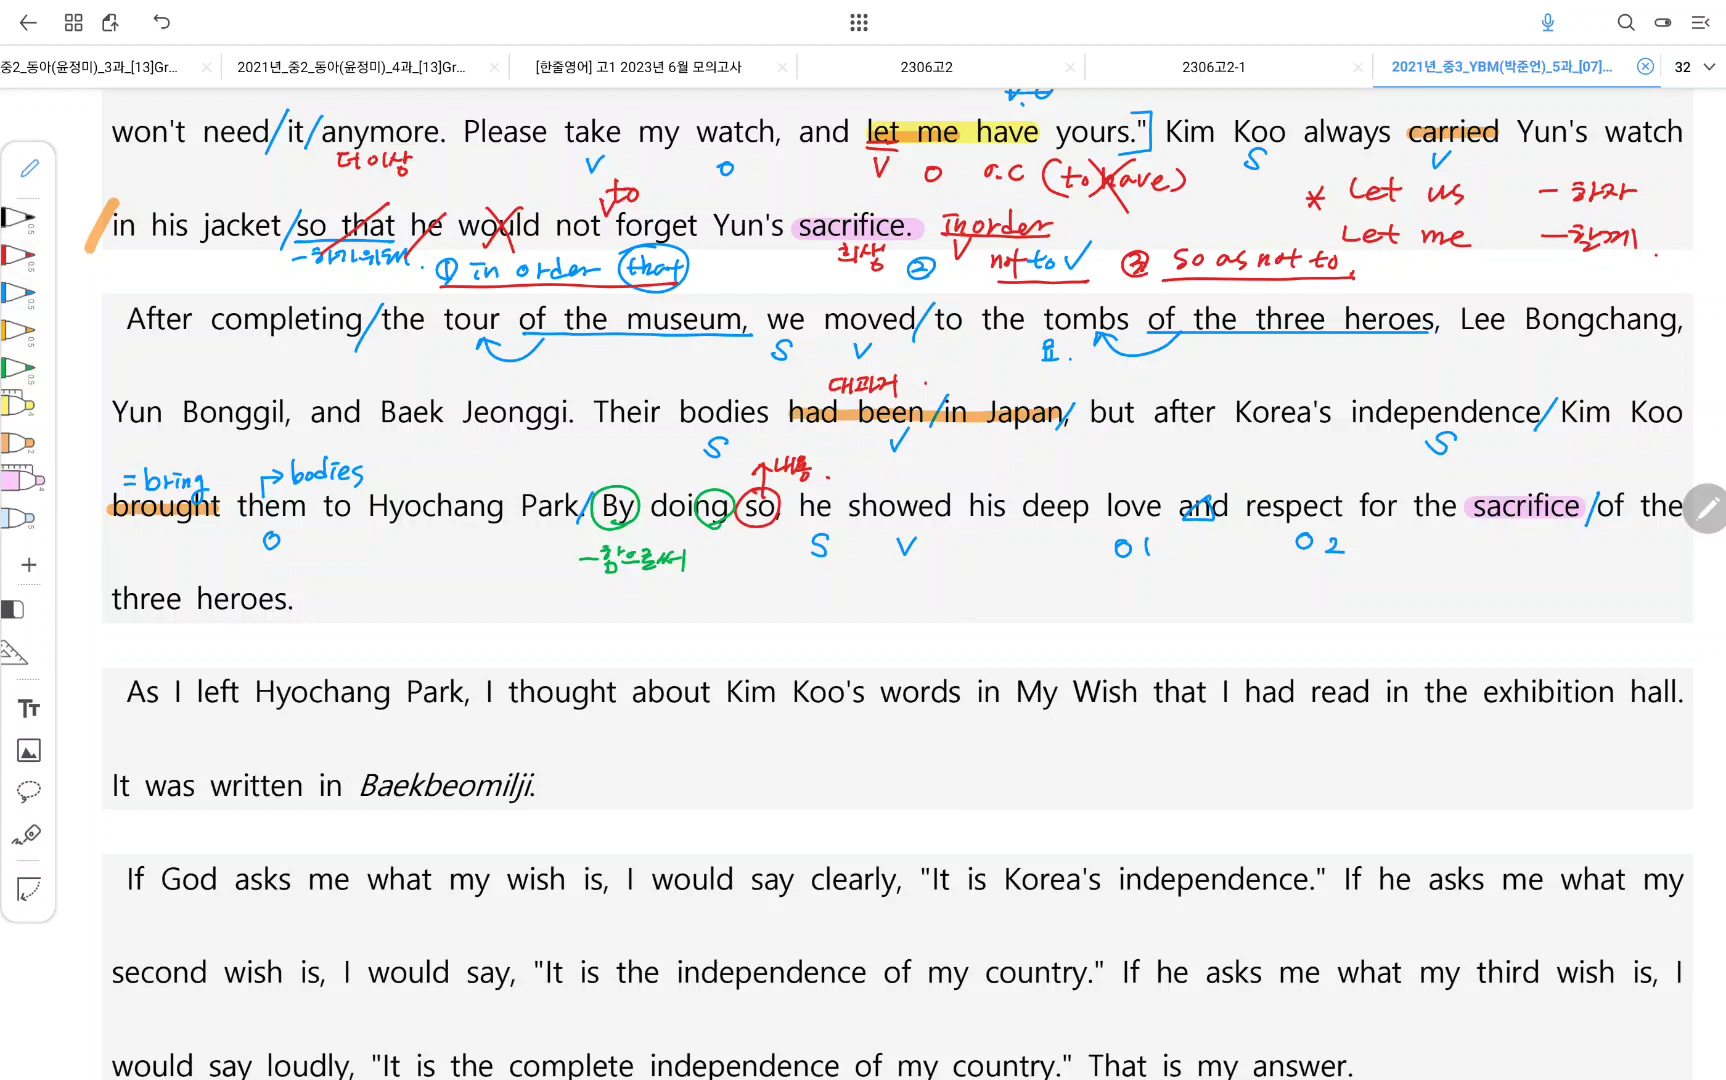 중2_동아(윤정미)_3과_[13]Gr...
2021년_중2_동아(윤정미)_4과_[13]Gr...
[한줄영어] 고1 2023년 6월 모의고사
2306고2
2306고2-1
2021년_중3_YBM(박준언)_5과_[07]...
32
won't need/it/anymore. Please take my watch, and let me have yours."] Kim Koo always carried Yun's watch
더이상 V O V O O.C (to have) S V
to * Let us -하자
in his jacket/so that he would not forget Yun's sacrifice. In order Let me -할게.
-하기위해. ① in order that 희생 ② V not to V ③ so as not to.
After completing/the tour of the museum, we moved/to the tombs of the three heroes, Lee Bongchang,
S V 묘.
대과거.
Yun Bonggil, and Baek Jeonggi. Their bodies had been/in Japan/, but after Korea's independence/Kim Koo
S V S
=bring →bodies 내용.
brought them to Hyochang Park./By doing so, he showed his deep love and respect for the sacrifice/of the
O -함으로써 S V O1 O2
three heroes.
As I left Hyochang Park, I thought about Kim Koo's words in My Wish that I had read in the exhibition hall.
It was written in Baekbeomilji.
If God asks me what my wish is, I would say clearly, "It is Korea's independence." If he asks me what my
second wish is, I would say, "It is the independence of my country." If he asks me what my third wish is, I
would say loudly, "It is the complete independence of my country." That is my answer.
Tт